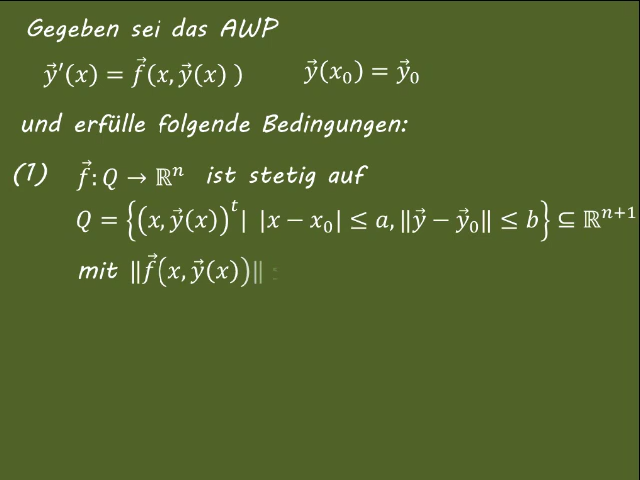 Gegeben sei das AWP
y⃗′(x) = f⃗(x, y⃗(x) ) y⃗(x₀) = y⃗₀
und erfülle folgende Bedingungen:
(1) f⃗: Q → ℝⁿ ist stetig auf
Q = {(x, y⃗(x))ᵗ| |x − x₀| ≤ a, ‖y⃗ − y⃗₀‖ ≤ b} ⊆ ℝⁿ⁺¹
mit ‖f⃗(x, y⃗(x))‖